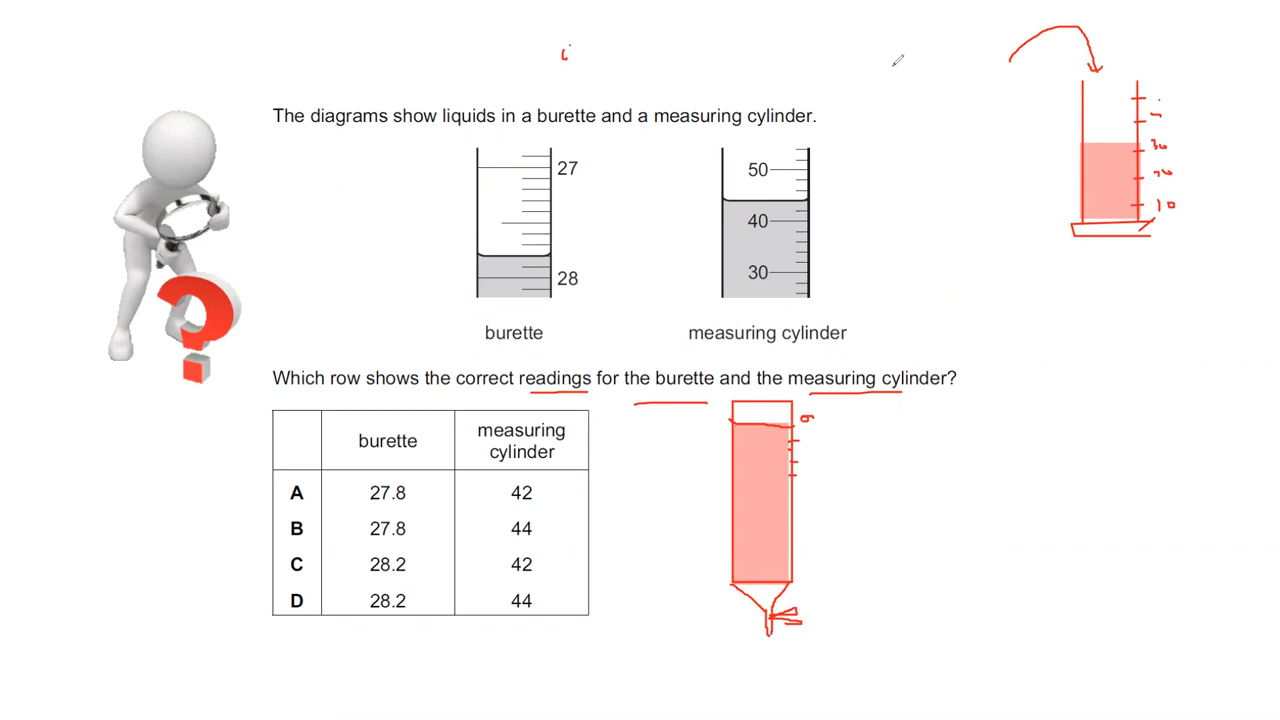 The diagrams show liquids in a burette and a measuring cylinder.
27
28
50
40
30
burette
measuring cylinder
30
10
Which row shows the correct readings for the burette and the measuring cylinder?
burette
measuring
cylinder
A 27.8 42
B 27.8 44
C 28.2 42
D 28.2 44